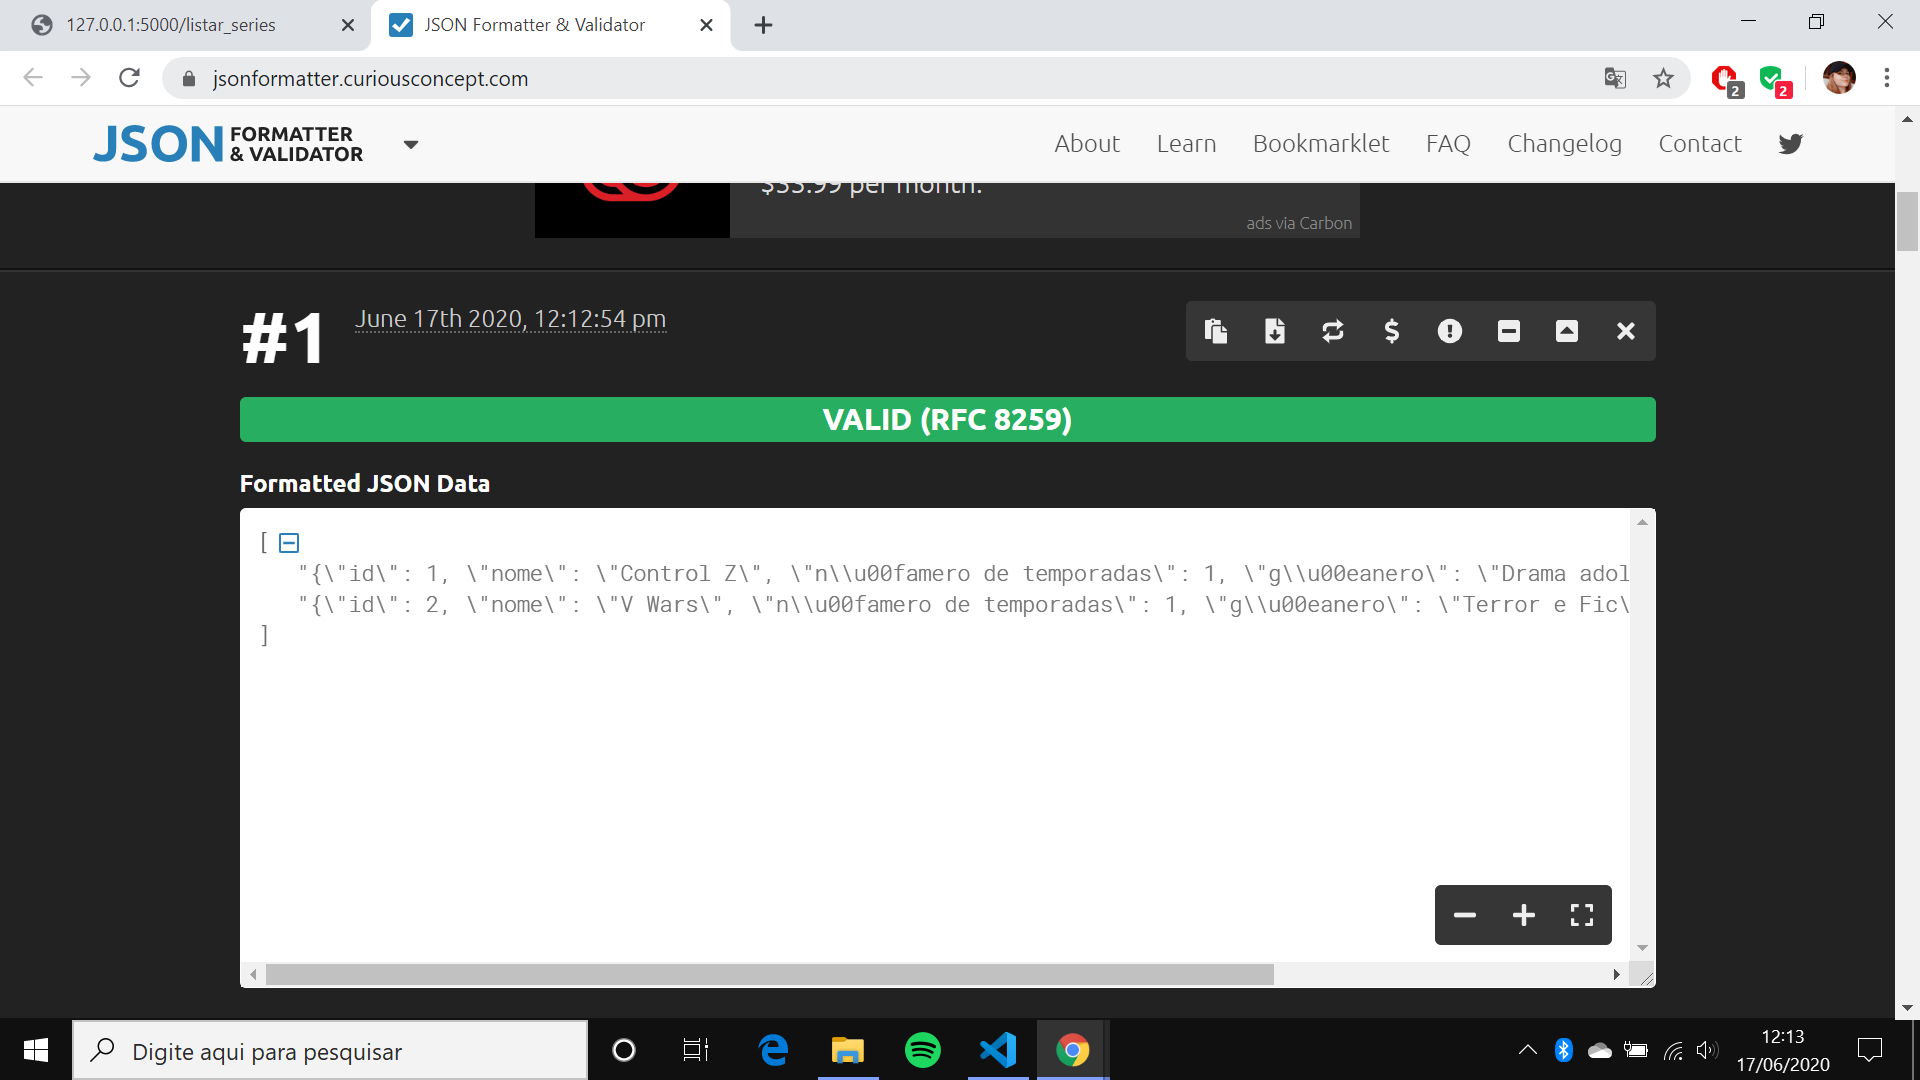 127.0.0.1:5000/listar_series
JSON Formatter & Validator
jsonformatter.curiousconcept.com
2
2
JSON FORMATTER & VALIDATOR
About Learn Bookmarklet FAQ Changelog Contact
$33.99 per month.
ads via Carbon
#1
June 17th 2020, 12:12:54 pm
VALID (RFC 8259)
Formatted JSON Data
[
"{\"id\": 1, \"nome\": \"Control Z\", \"n\\u00famero de temporadas\": 1, \"g\\u00eanero\": \"Drama adol
"{\"id\": 2, \"nome\": \"V Wars\", \"n\\u00famero de temporadas\": 1, \"g\\u00eanero\": \"Terror e Fic\
]
Digite aqui para pesquisar
12:13
17/06/2020